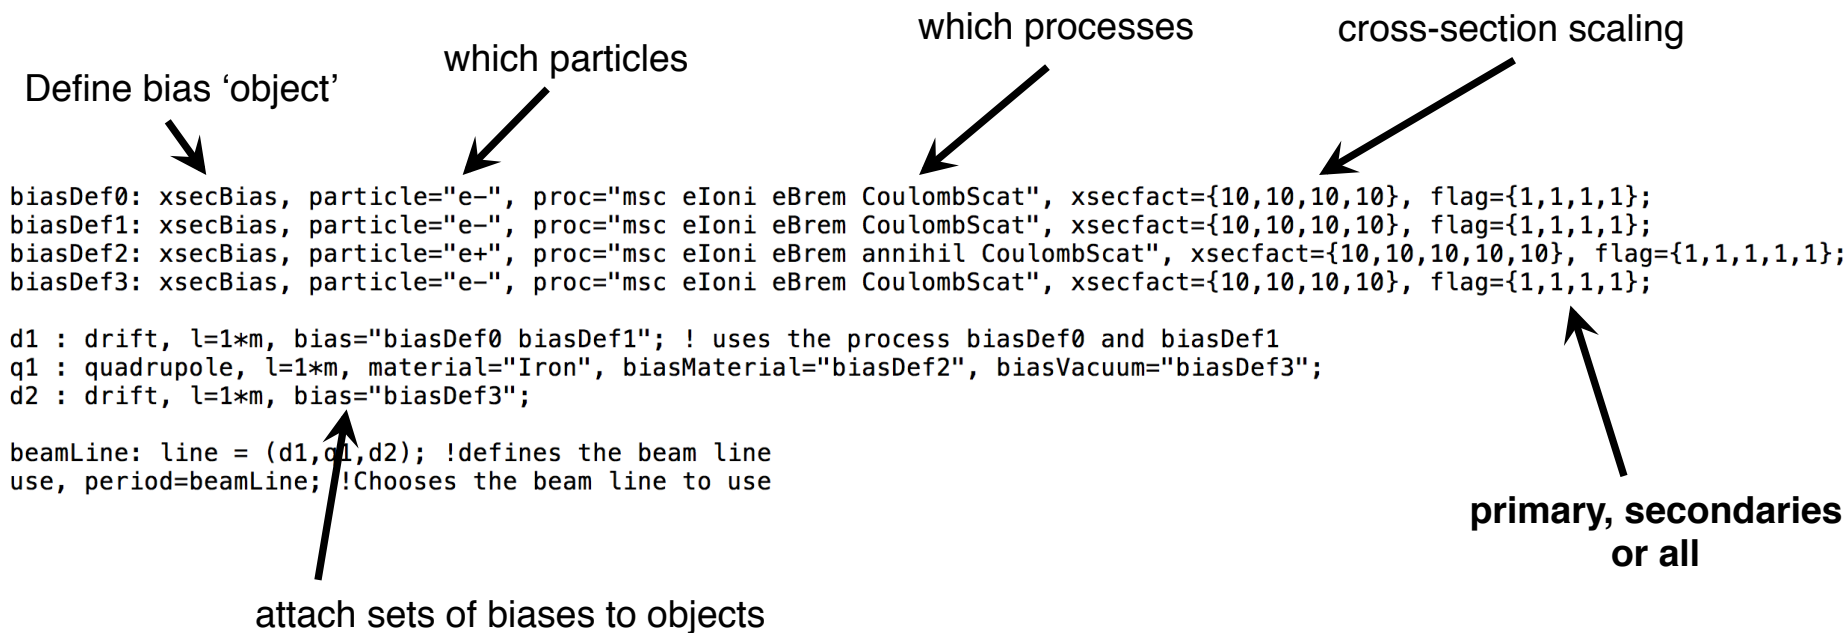 which processes
cross-section scaling
which particles
Define bias ‘object’
biasDef0: xsecBias, particle="e-", proc="msc eIoni eBrem CoulombScat", xsecfact={10,10,10,10}, flag={1,1,1,1};
biasDef1: xsecBias, particle="e-", proc="msc eIoni eBrem CoulombScat", xsecfact={10,10,10,10}, flag={1,1,1,1};
biasDef2: xsecBias, particle="e+", proc="msc eIoni eBrem annihil CoulombScat", xsecfact={10,10,10,10,10}, flag={1,1,1,1,1};
biasDef3: xsecBias, particle="e-", proc="msc eIoni eBrem CoulombScat", xsecfact={10,10,10,10}, flag={1,1,1,1};
d1 : drift, l=1*m, bias="biasDef0 biasDef1"; ! uses the process biasDef0 and biasDef1
q1 : quadrupole, l=1*m, material="Iron", biasMaterial="biasDef2", biasVacuum="biasDef3";
d2 : drift, l=1*m, bias="biasDef3";
beamLine: line = (d1,q1,d2); !defines the beam line
use, period=beamLine; !Chooses the beam line to use
primary, secondaries
or all
attach sets of biases to objects